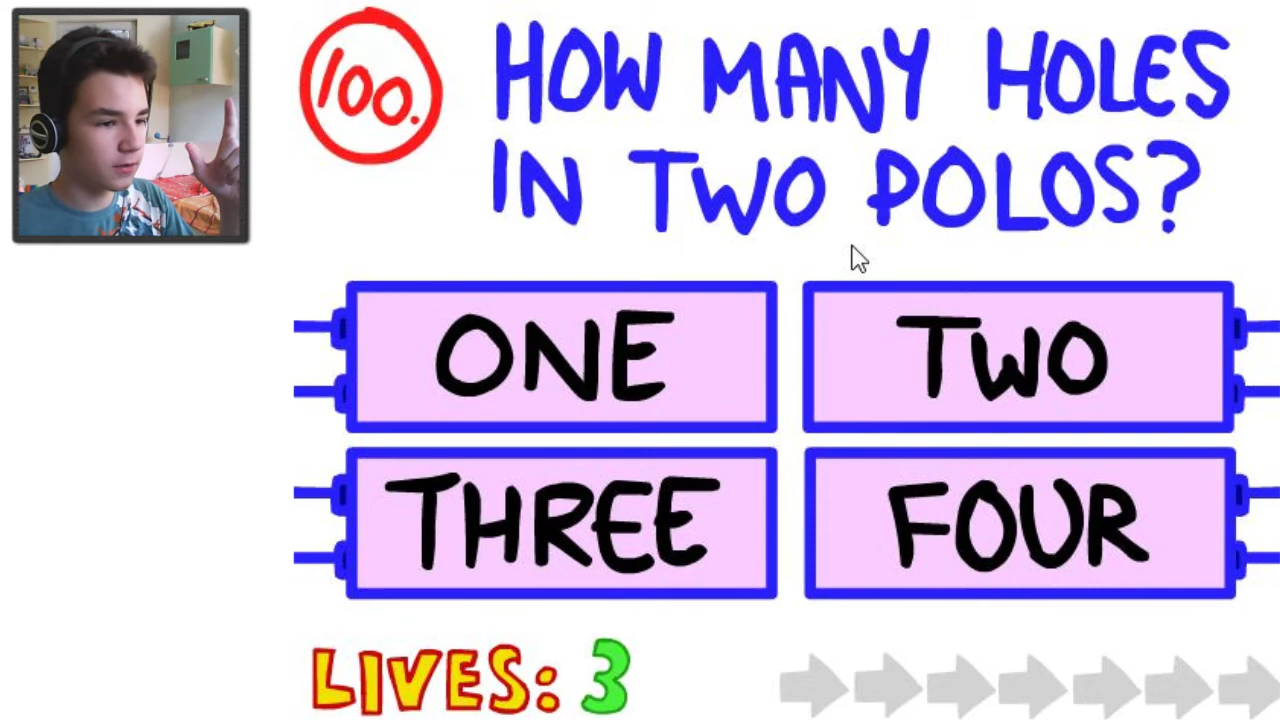 100.
HOW MANY HOLES
IN TWO POLOS?
ONE
TWO
THREE
FOUR
LIVES: 3